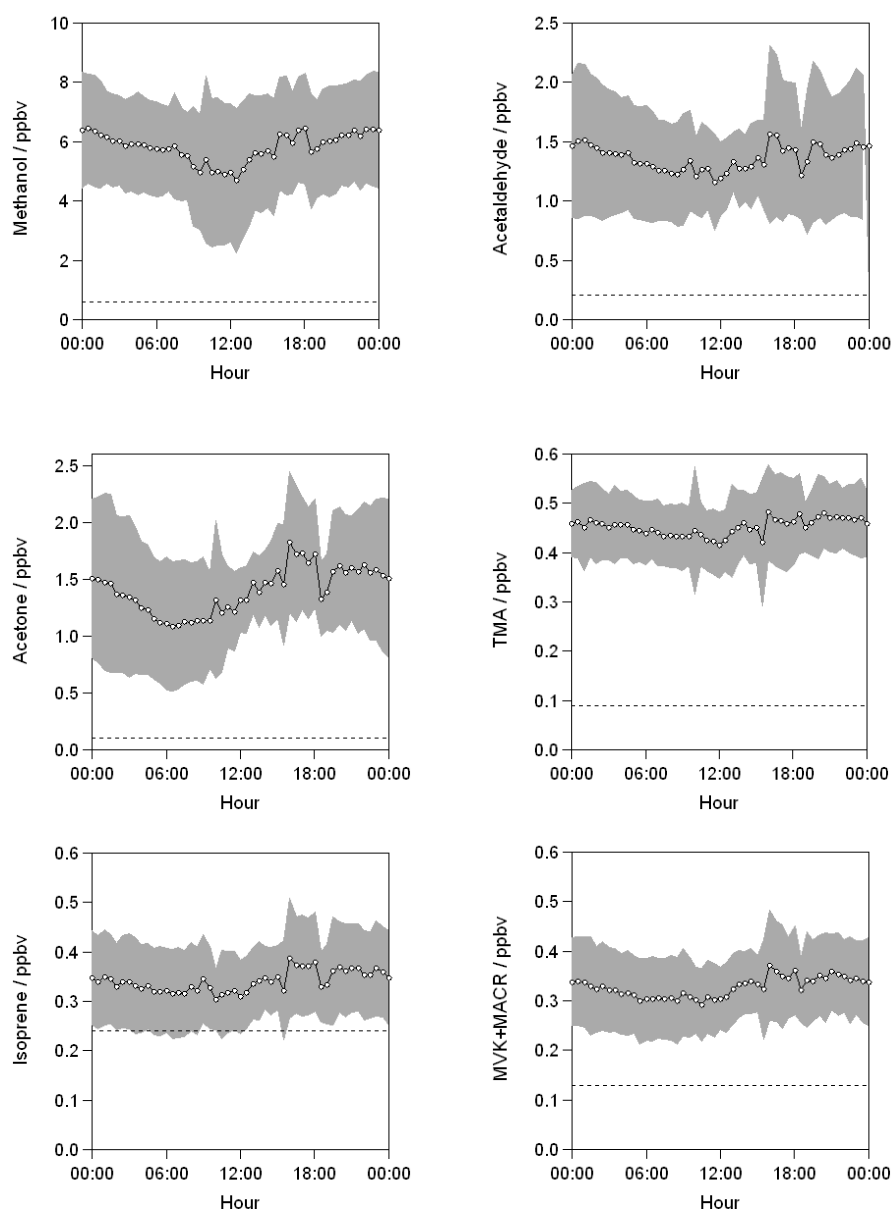 Methanol / ppbv
10
8
6
4
2
0
00:00 06:00 12:00 18:00 00:00
Hour
Acetaldehyde / ppbv
2.5
2.0
1.5
1.0
0.5
0.0
00:00 06:00 12:00 18:00 00:00
Hour
Acetone / ppbv
2.5
2.0
1.5
1.0
0.5
0.0
00:00 06:00 12:00 18:00 00:00
Hour
TMA / ppbv
0.6
0.5
0.4
0.3
0.2
0.1
0.0
00:00 06:00 12:00 18:00 00:00
Hour
Isoprene / ppbv
0.6
0.5
0.4
0.3
0.2
0.1
0.0
00:00 06:00 12:00 18:00 00:00
Hour
MVK+MACR / ppbv
0.6
0.5
0.4
0.3
0.2
0.1
0.0
00:00 06:00 12:00 18:00 00:00
Hour